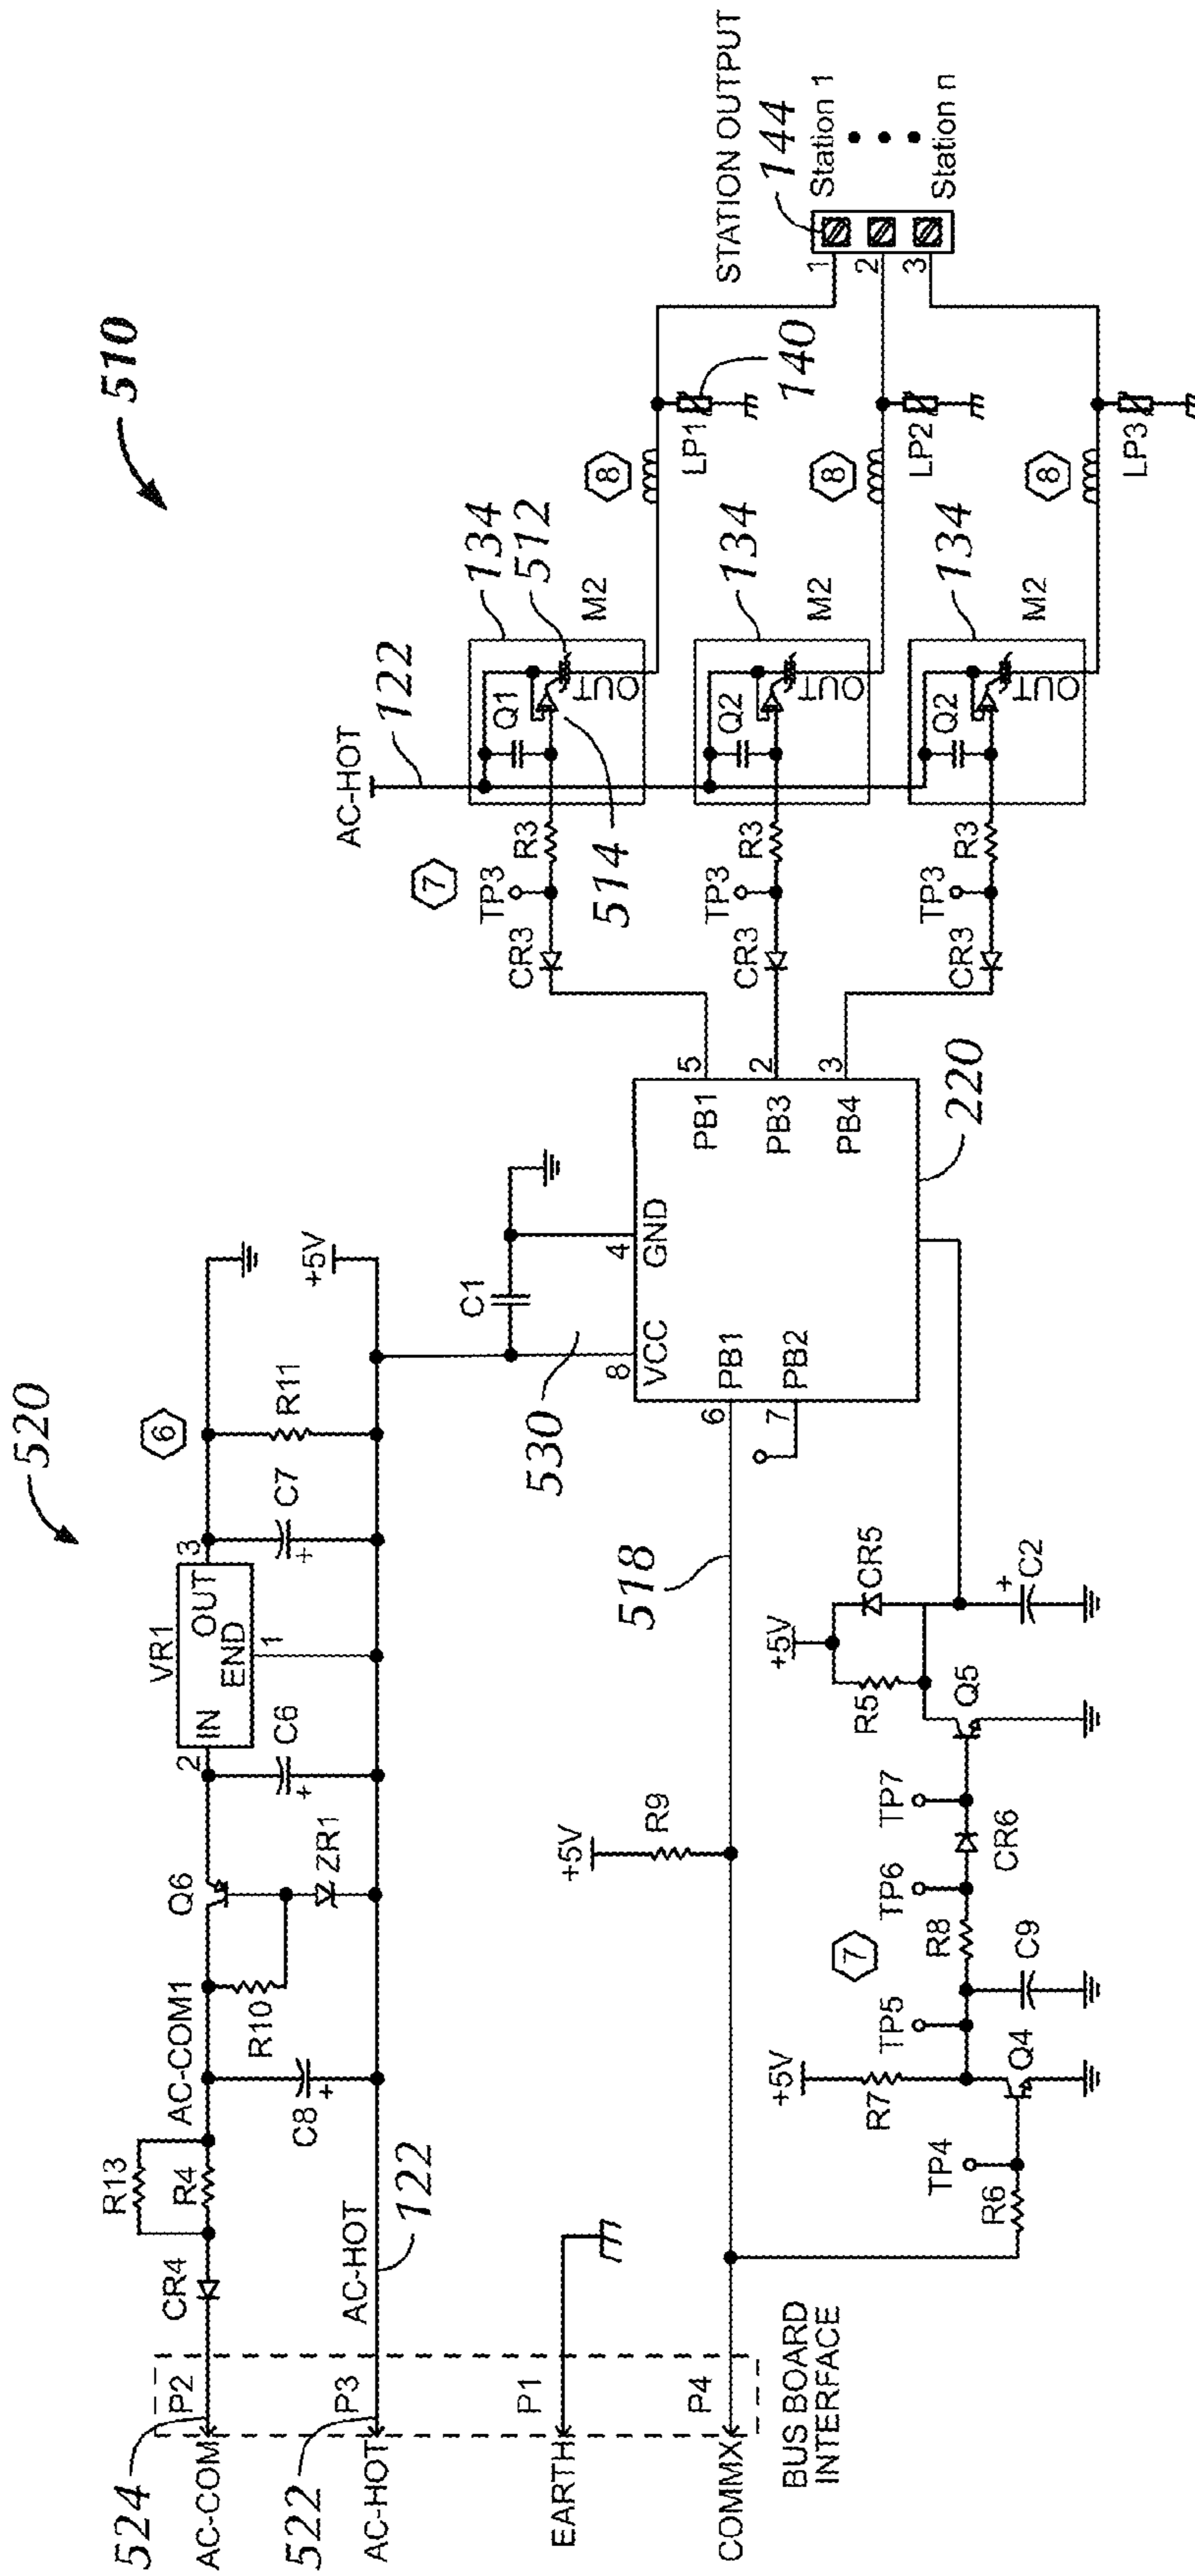 510
520
524
AC-COM
P2
CR4
R13
R4
AC-COM1
C8
R10
Q6
ZR1
2
IN
VR1
OUT
3
END
1
C6
C7
6
R11
+5V
522
AC-HOT
P3
AC-HOT
122
EARTH
P1
COMMX
P4
BUS BOARD
INTERFACE
+5V
R9
518
530
C1
8
VCC
4
GND
6
PB1
7
PB2
PB1
5
PB3
2
PB4
3
220
R6
TP4
+5V
R7
Q4
TP5
C9
7
R8
TP6
CR6
TP7
Q5
+5V
R5
CR5
+
C2
AC-HOT
122
7
CR3
TP3
R3
514
Q1
134
512
M2
OUT
8
LP1
140
CR3
TP3
R3
Q2
134
M2
OUT
8
LP2
CR3
TP3
R3
Q2
134
M2
OUT
8
LP3
STATION OUTPUT
144
1
2
3
Station 1
Station n